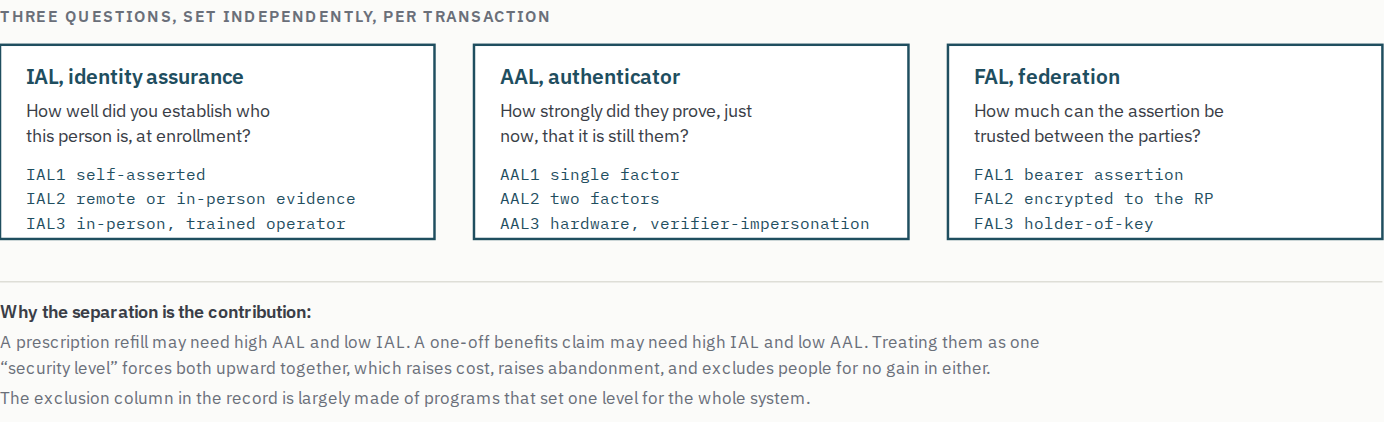 THREE QUESTIONS, SET INDEPENDENTLY, PER TRANSACTION
IAL, identity assurance
How well did you establish who
this person is, at enrollment?
IAL1 self-asserted
IAL2 remote or in-person evidence
IAL3 in-person, trained operator
AAL, authenticator
How strongly did they prove, just
now, that it is still them?
AAL1 single factor
AAL2 two factors
AAL3 hardware, verifier-impersonation
FAL, federation
How much can the assertion be
trusted between the parties?
FAL1 bearer assertion
FAL2 encrypted to the RP
FAL3 holder-of-key
Why the separation is the contribution:
A prescription refill may need high AAL and low IAL. A one-off benefits claim may need high IAL and low AAL. Treating them as one
“security level” forces both upward together, which raises cost, raises abandonment, and excludes people for no gain in either.
The exclusion column in the record is largely made of programs that set one level for the whole system.